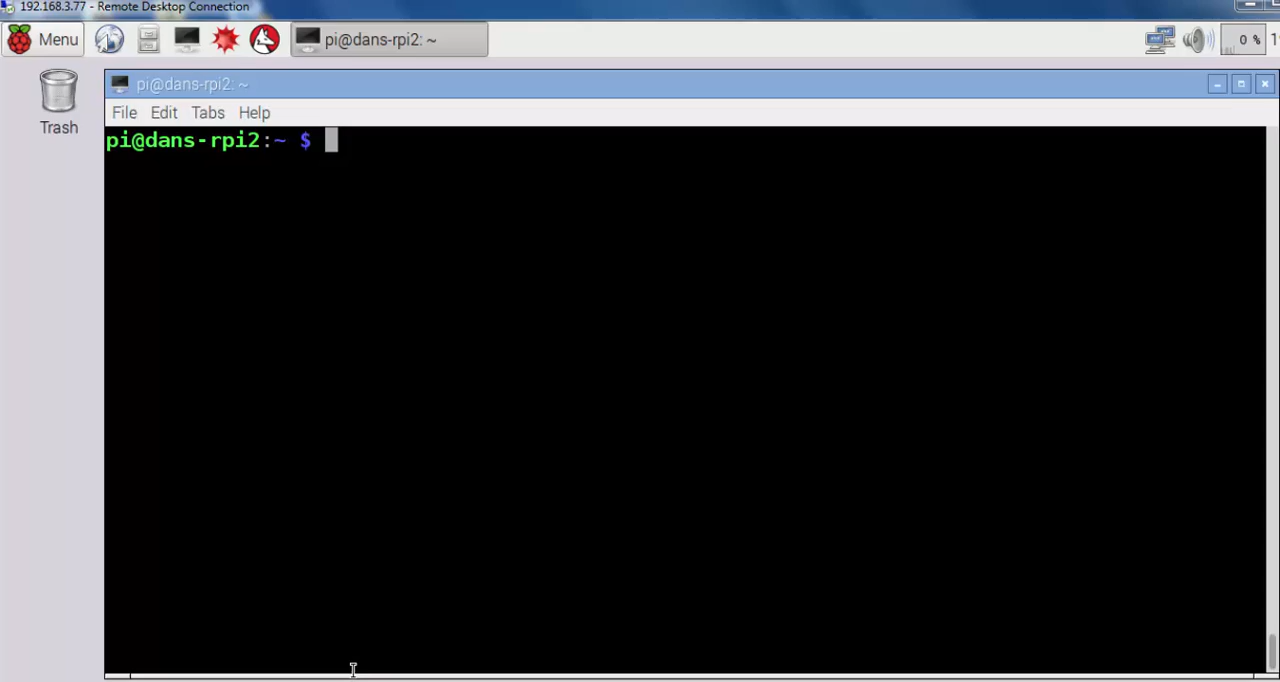 192.168.3.77 - Remote Desktop Connection
Menu
pi@dans-rpi2: ~
0 %
Trash
pi@dans-rpi2: ~
File Edit Tabs Help
pi@dans-rpi2:~ $